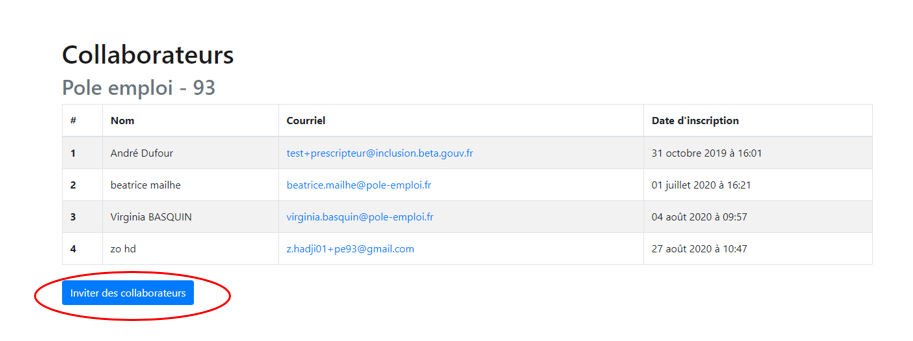 Collaborateurs
Pole emploi - 93
# Nom Courriel Date d'inscription
1 André Dufour test+prescripteur@inclusion.beta.gouv.fr 31 octobre 2019 à 16:01
2 beatrice mailhe beatrice.mailhe@pole-emploi.fr 01 juillet 2020 à 16:21
3 Virginia BASQUIN virginia.basquin@pole-emploi.fr 04 août 2020 à 09:57
4 zo hd z.hadji01+pe93@gmail.com 27 août 2020 à 10:47
Inviter des collaborateurs